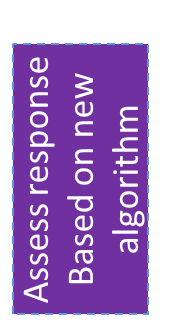 Assess response
Based on new
algorithm